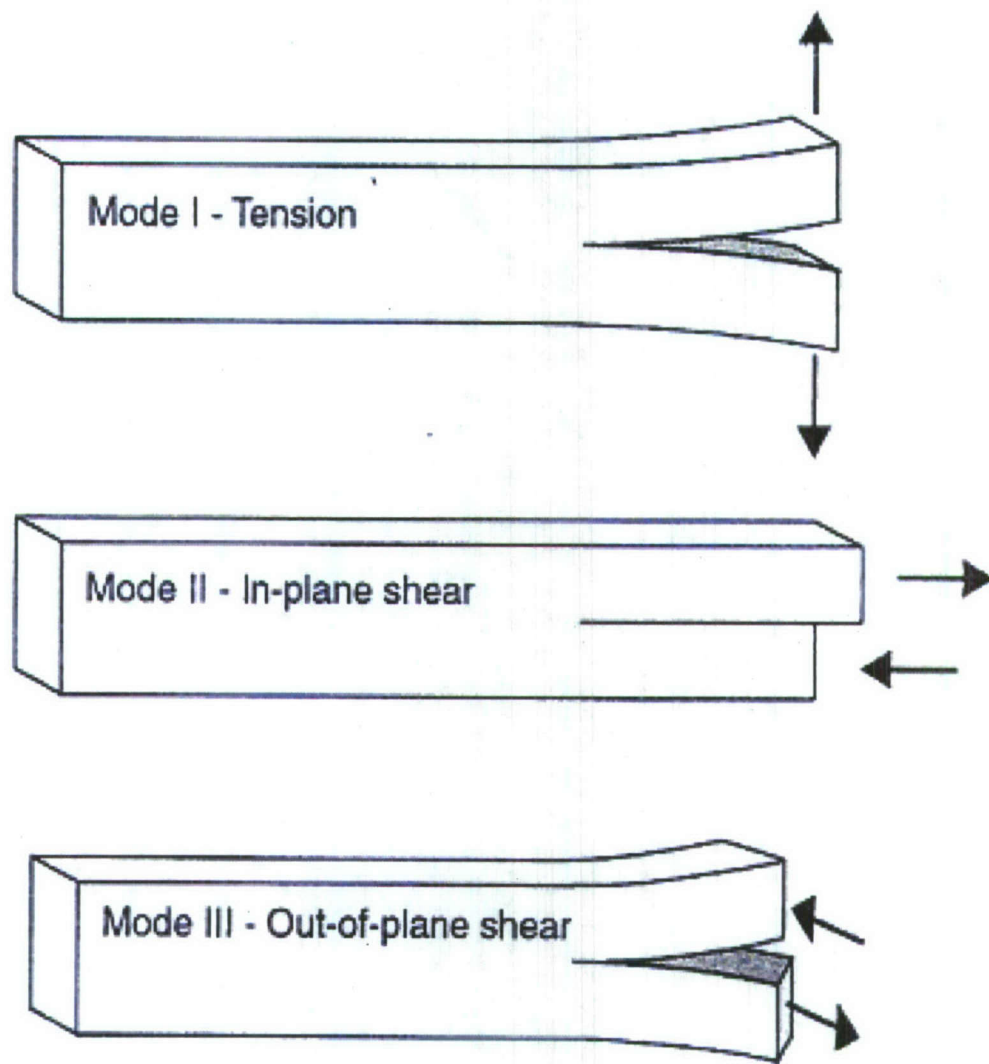 Mode I - Tension
Mode II - In-plane shear
Mode III - Out-of-plane shear